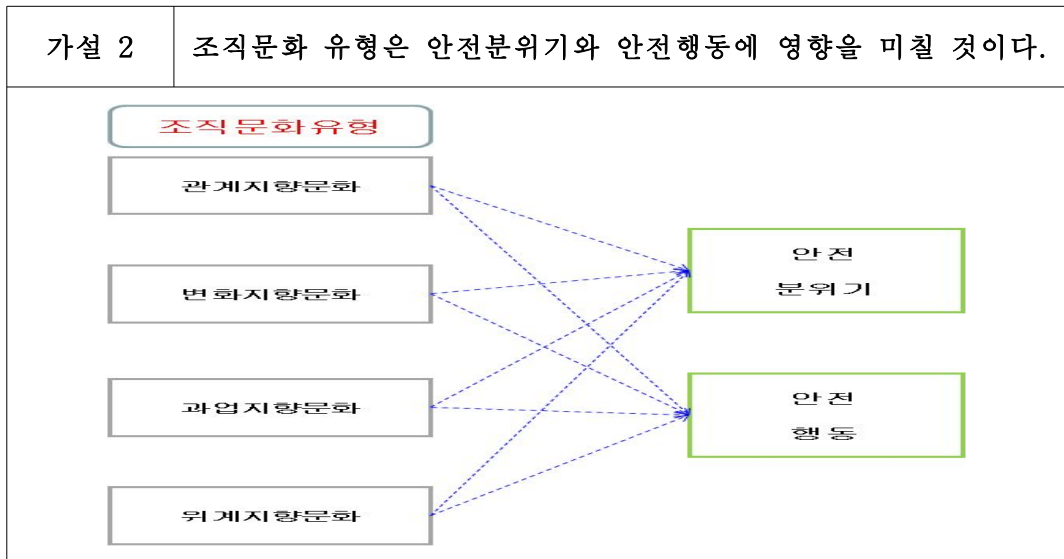 가설 2
조직문화 유형은 안전분위기와 안전행동에 영향을 미칠 것이다.
조직문화유형
관계지향문화
변화지향문화
과업지향문화
위계지향문화
안전
분위기
안전
행동